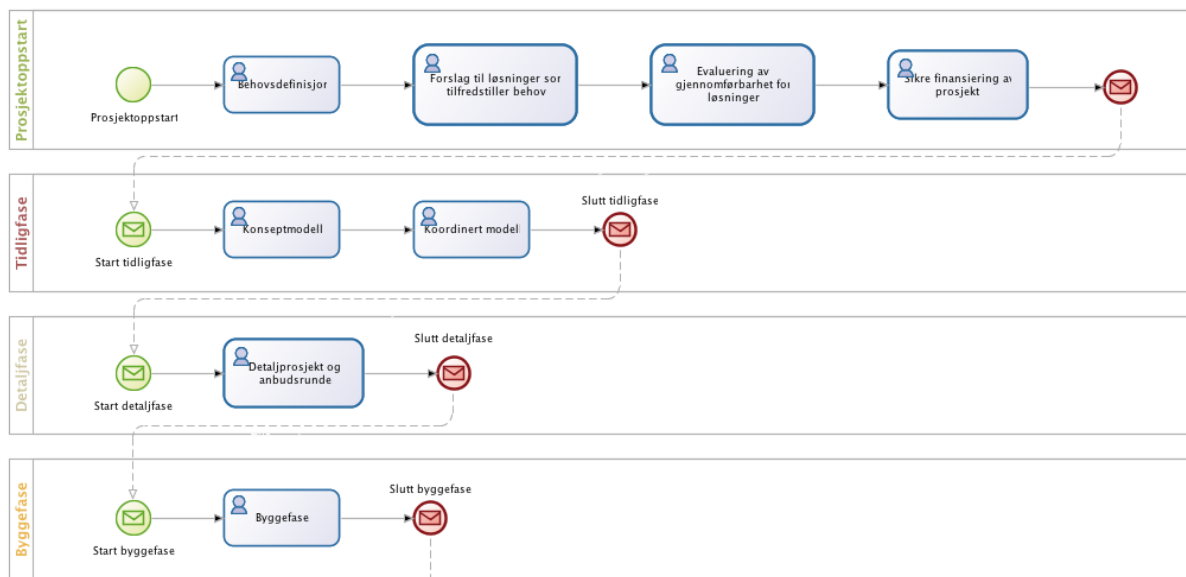 Prosjektoppstart
Prosjektoppstart
Behovsdefinisjor
Forslag til løsninger sor
tilfredstiller behov
Evaluering av
gjennomførbarhet for
løsninger
Sikre finansiering av
prosjekt
Tidligfase
Start tidligfase
Konseptmodell
Koordinert modell
Slutt tidligfase
Detaljfase
Start detaljfase
Detaljprosjekt og
anbudsrunde
Slutt detaljfase
Byggefase
Start byggefase
Byggefase
Slutt byggefase